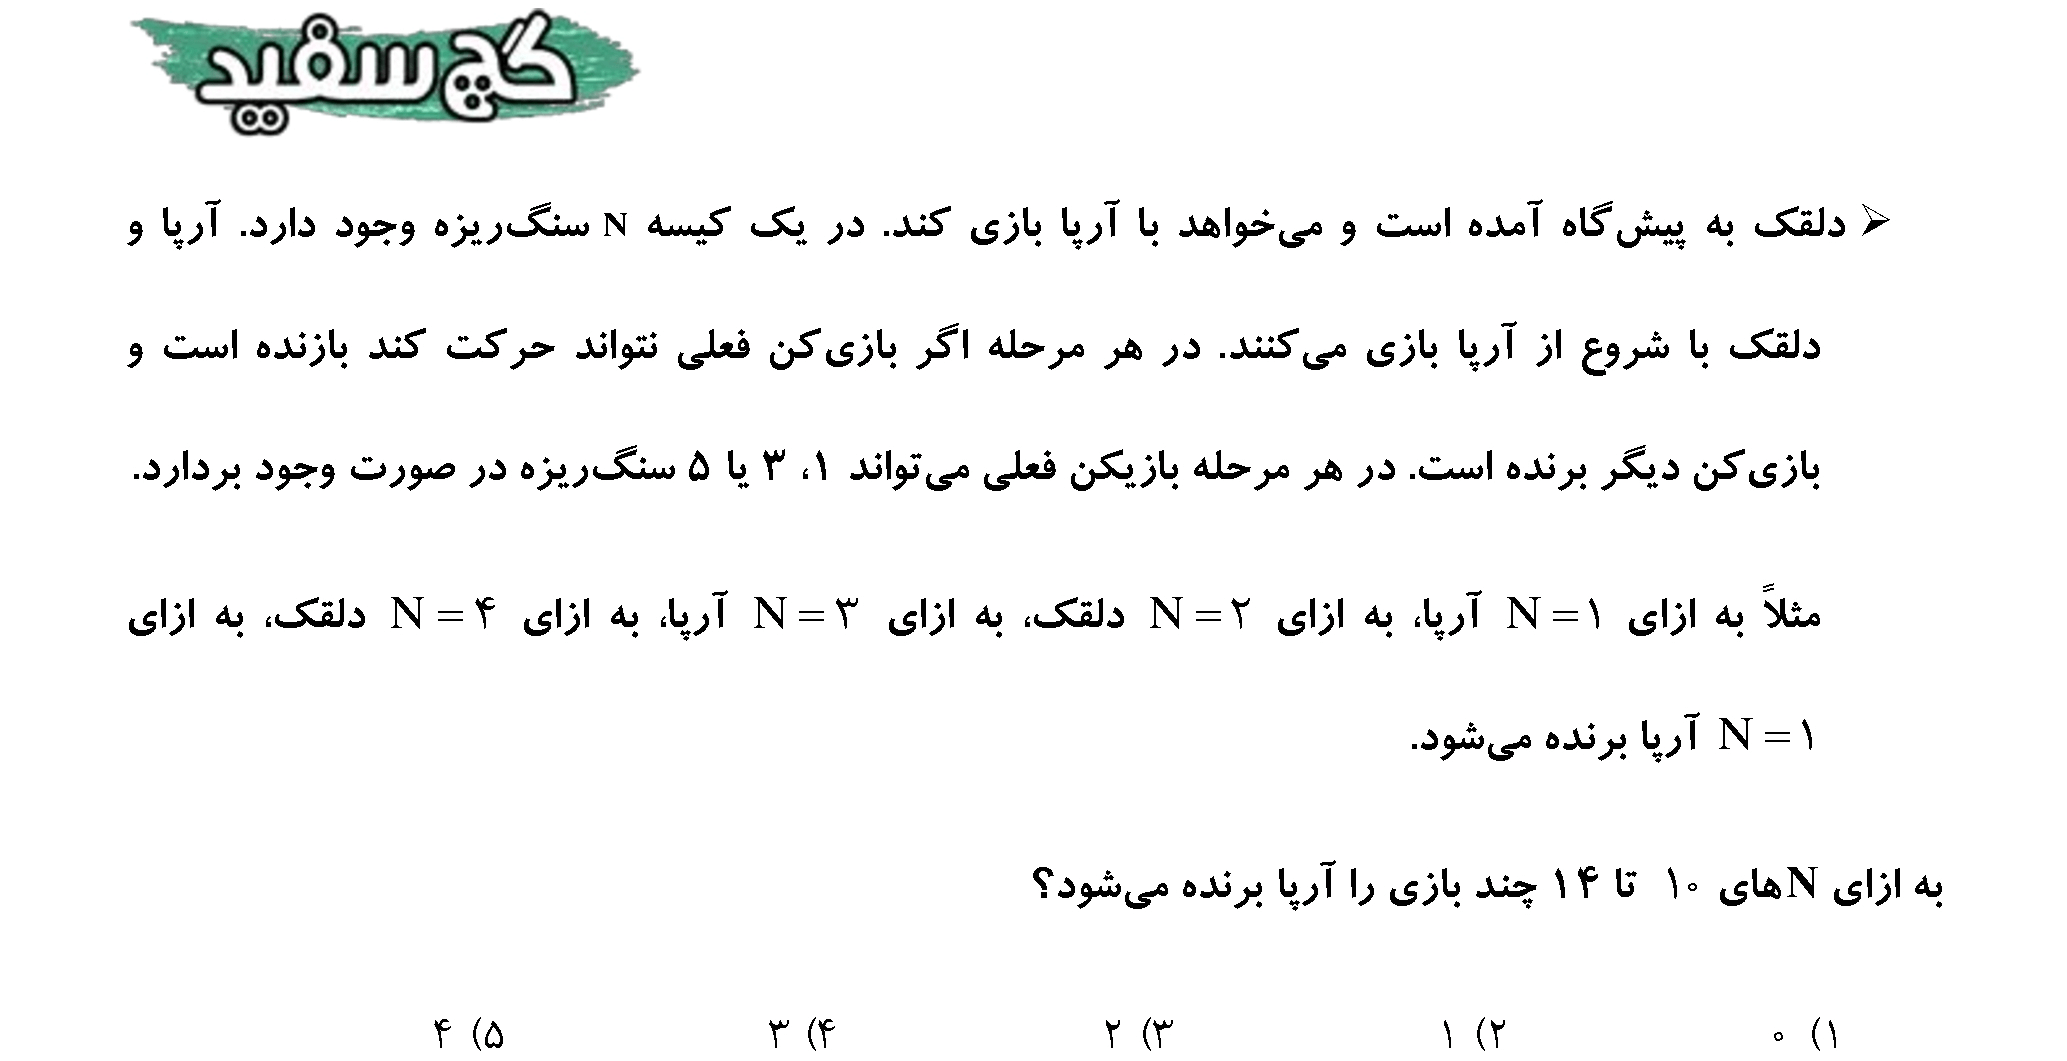 گچ سفید
➢ دلقک به پیش‌گاه آمده است و می‌خواهد با آرپا بازی کند. در یک کیسه N سنگ‌ریزه وجود دارد. آرپا و
دلقک با شروع از آرپا بازی می‌کنند. در هر مرحله اگر بازی‌کن فعلی نتواند حرکت کند بازنده است و
بازی‌کن دیگر برنده است. در هر مرحله بازیکن فعلی می‌تواند ۱، ۳ یا ۵ سنگ‌ریزه در صورت وجود بردارد.
مثلاً به ازای N = ۱ آرپا، به ازای N = ۲ دلقک، به ازای N = ۳ آرپا، به ازای N = ۴ دلقک، به ازای
N = ۱ آرپا برنده می‌شود.
به ازای Nهای ۱۰ تا ۱۴ چند بازی را آرپا برنده می‌شود؟
۱) ۰ ۲) ۱ ۳) ۲ ۴) ۳ ۵) ۴